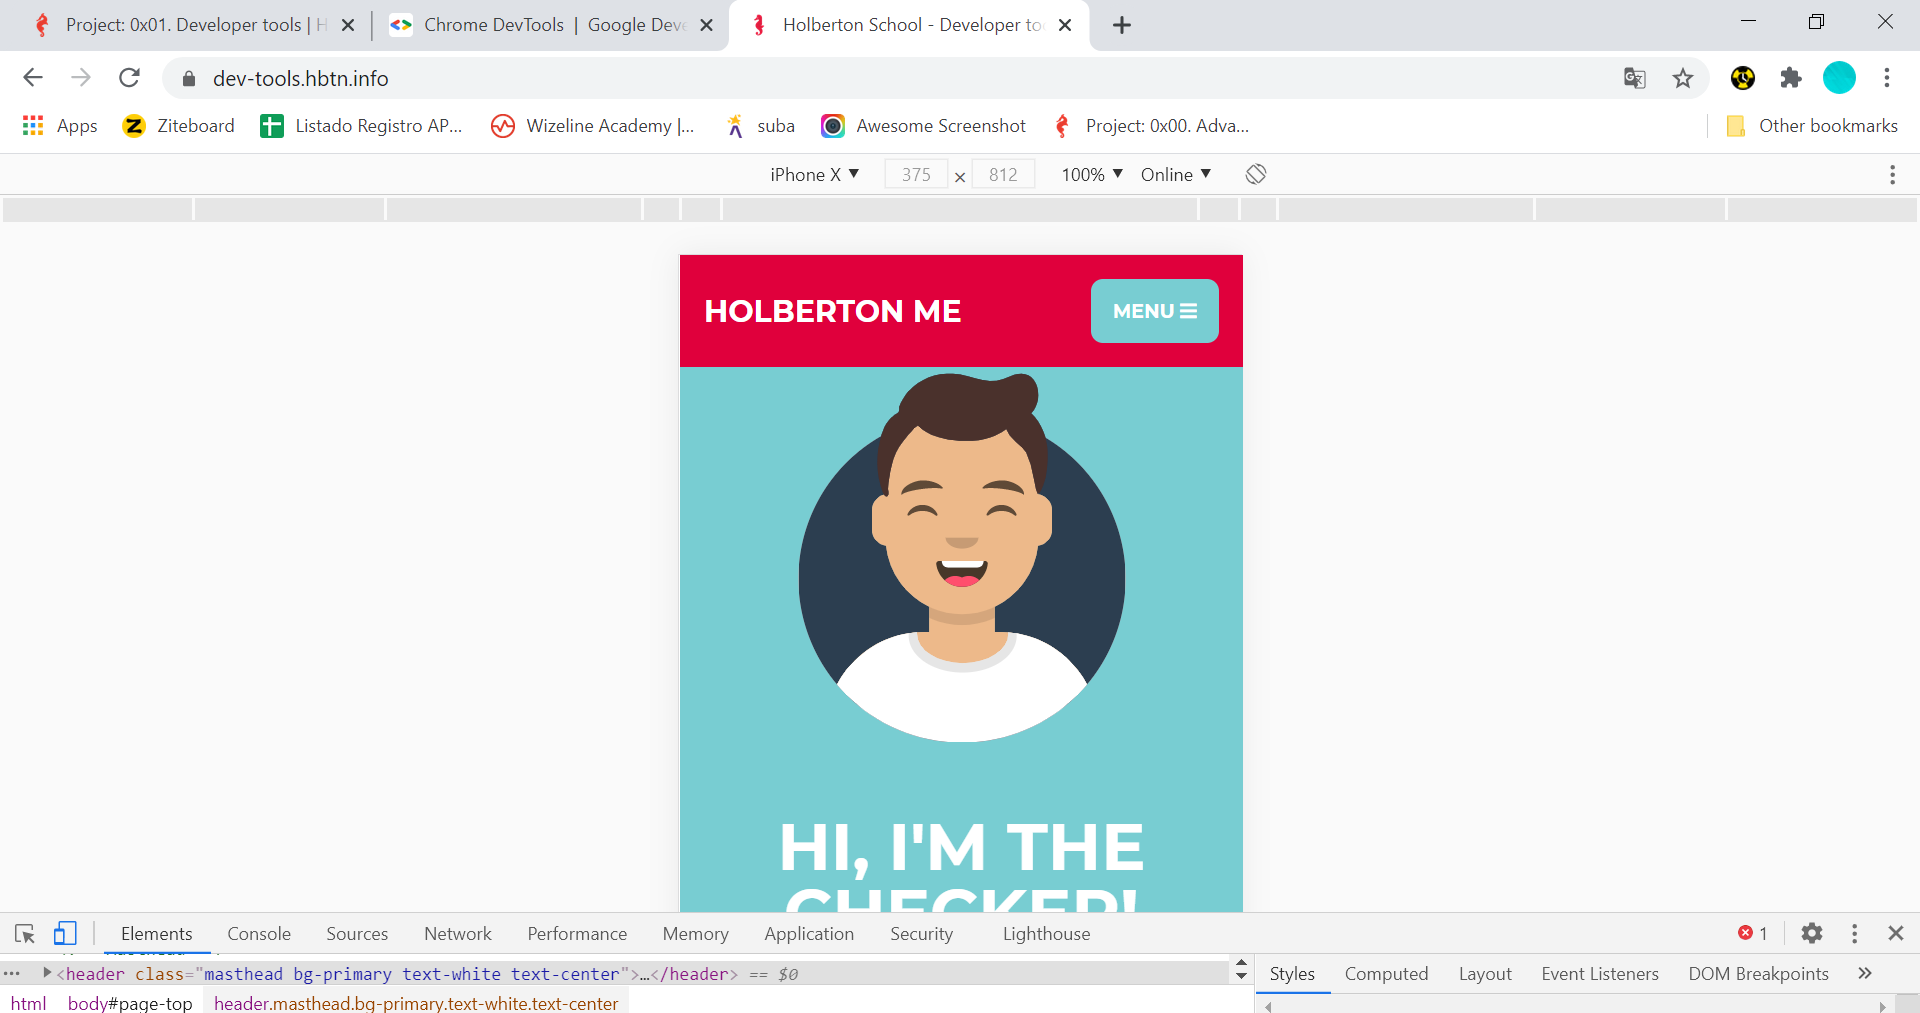 Project: 0x01. Developer tools | H
Chrome DevTools | Google Deve
Holberton School - Developer too
dev-tools.hbtn.info
Apps Ziteboard Listado Registro AP... Wizeline Academy |... suba Awesome Screenshot Project: 0x00. Adva... Other bookmarks
iPhone X 375 × 812 100% Online
HOLBERTON ME
MENU
HI, I'M THE
CHECKER!
Elements Console Sources Network Performance Memory Application Security Lighthouse 1
... <header class="masthead bg-primary text-white text-center">…</header> == $0
Styles Computed Layout Event Listeners DOM Breakpoints »
html body#page-top header.masthead.bg-primary.text-white.text-center